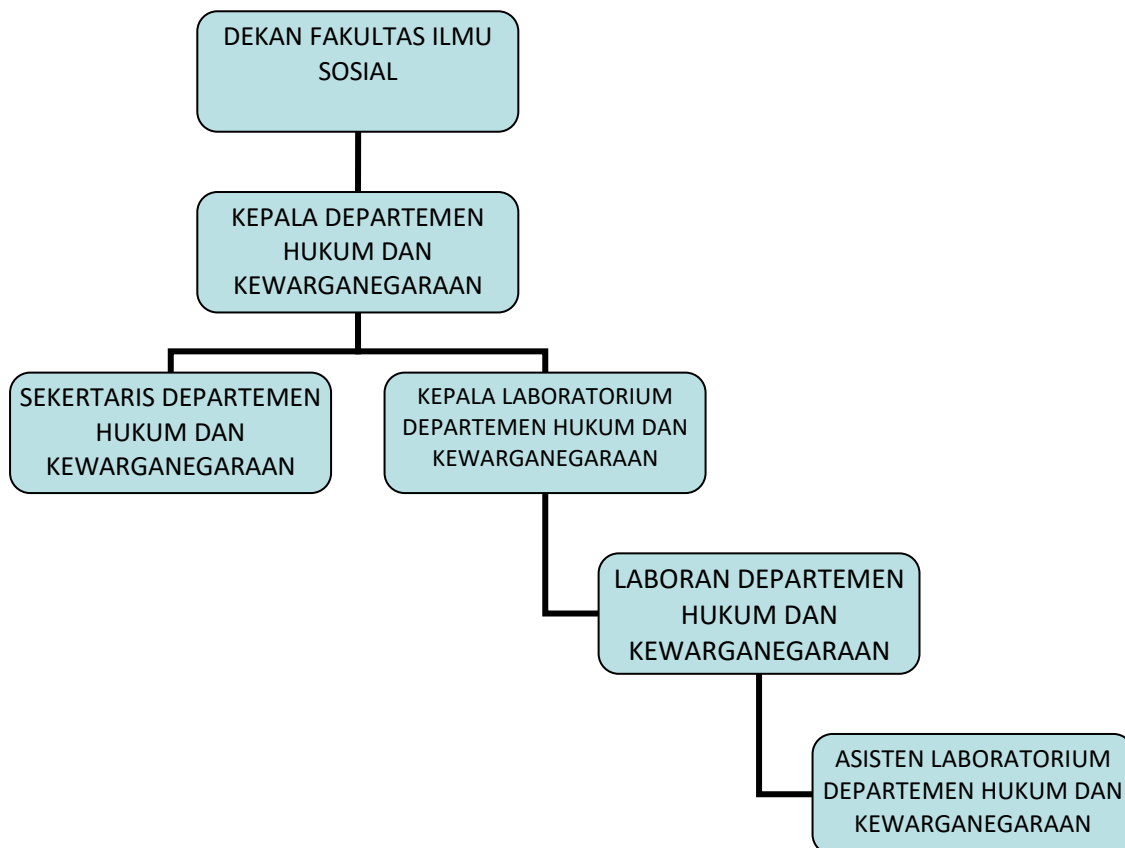 DEKAN FAKULTAS ILMU
SOSIAL
KEPALA DEPARTEMEN
HUKUM DAN
KEWARGANEGARAAN
SEKERTARIS DEPARTEMEN
HUKUM DAN
KEWARGANEGARAAN
KEPALA LABORATORIUM
DEPARTEMEN HUKUM DAN
KEWARGANEGARAAN
LABORAN DEPARTEMEN
HUKUM DAN
KEWARGANEGARAAN
ASISTEN LABORATORIUM
DEPARTEMEN HUKUM DAN
KEWARGANEGARAAN